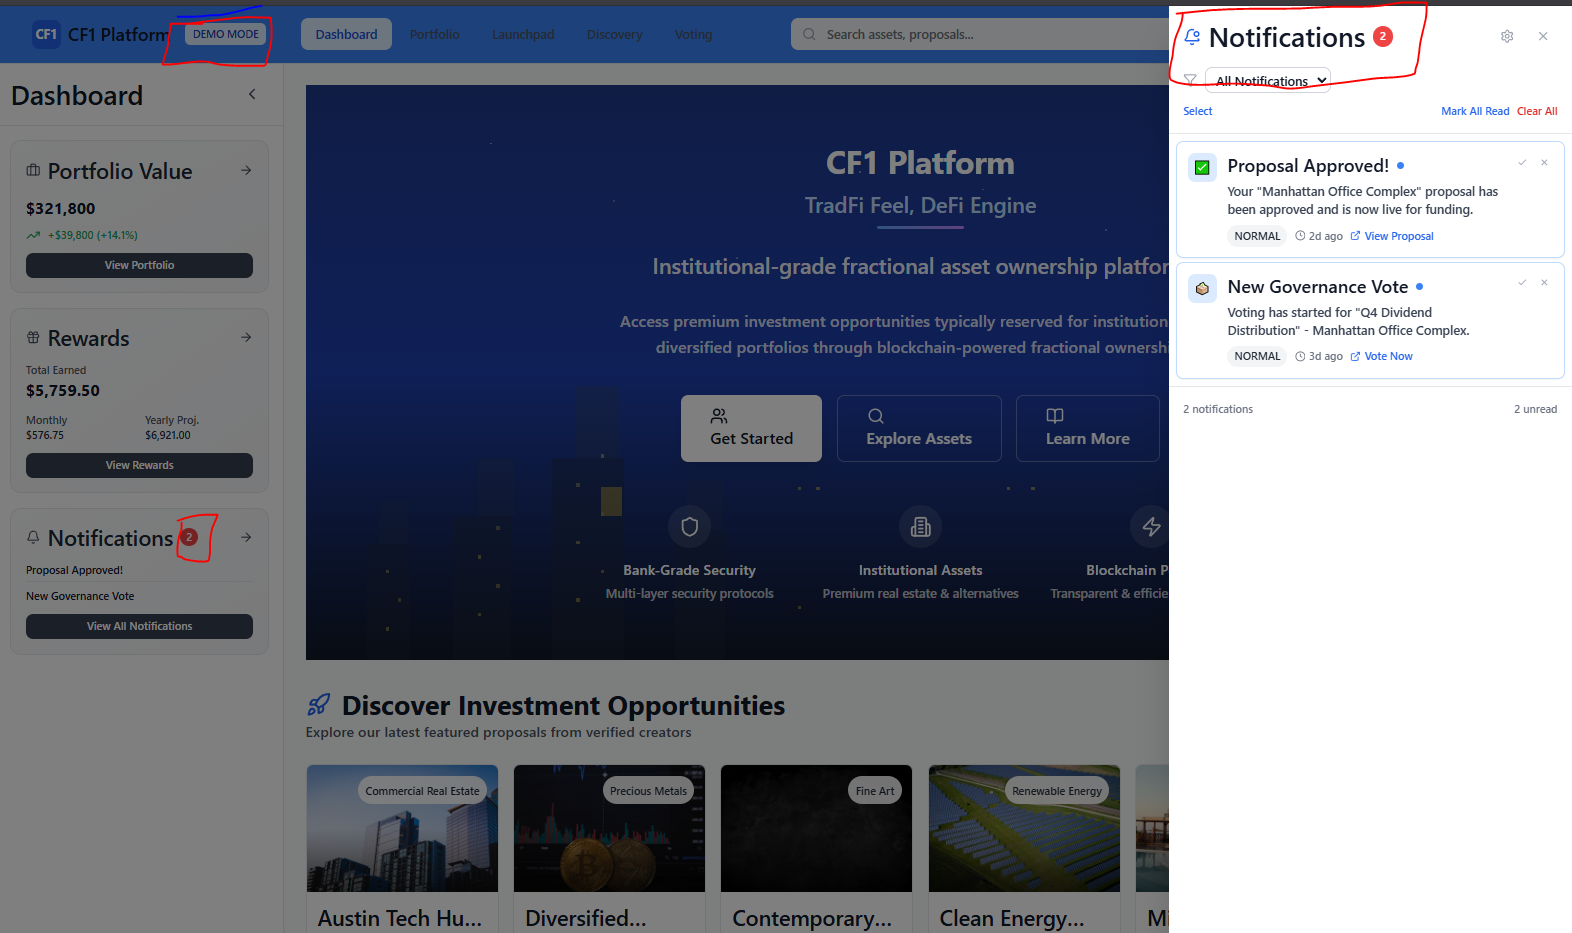 CF1 CF1 Platform DEMO MODE Dashboard Portfolio Launchpad Discovery Voting Search assets, proposals...
Dashboard
Portfolio Value
$321,800
+$39,800 (+14.1%)
View Portfolio
Rewards
Total Earned
$5,759.50
Monthly Yearly Proj.
$576.75 $6,921.00
View Rewards
Notifications 2
Proposal Approved!
New Governance Vote
View All Notifications
CF1 Platform
TradFi Feel, DeFi Engine
Institutional-grade fractional asset ownership platfor
Access premium investment opportunities typically reserved for institution
diversified portfolios through blockchain-powered fractional ownershi
Get Started Explore Assets Learn More
Bank-Grade Security Institutional Assets Blockchain P
Multi-layer security protocols Premium real estate & alternatives Transparent & efficie
Discover Investment Opportunities
Explore our latest featured proposals from verified creators
Commercial Real Estate Precious Metals Fine Art Renewable Energy
Austin Tech Hu... Diversified... Contemporary... Clean Energy... Mi
Notifications 2
All Notifications
Select Mark All Read Clear All
Proposal Approved!
Your "Manhattan Office Complex" proposal has
been approved and is now live for funding.
NORMAL 2d ago View Proposal
New Governance Vote
Voting has started for "Q4 Dividend
Distribution" - Manhattan Office Complex.
NORMAL 3d ago Vote Now
2 notifications 2 unread